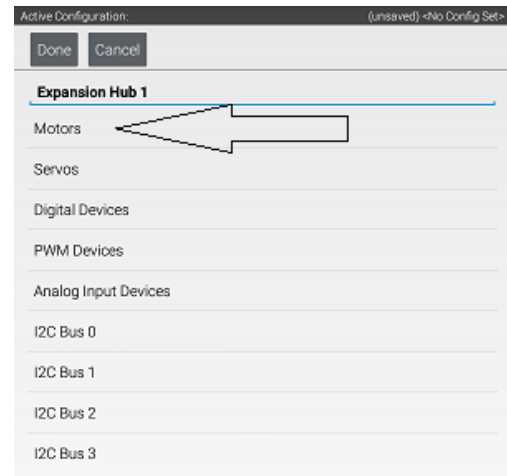 Active Configuration: (unsaved) <No Config Set>
Done Cancel
Expansion Hub 1
Motors
Servos
Digital Devices
PWM Devices
Analog Input Devices
I2C Bus 0
I2C Bus 1
I2C Bus 2
I2C Bus 3